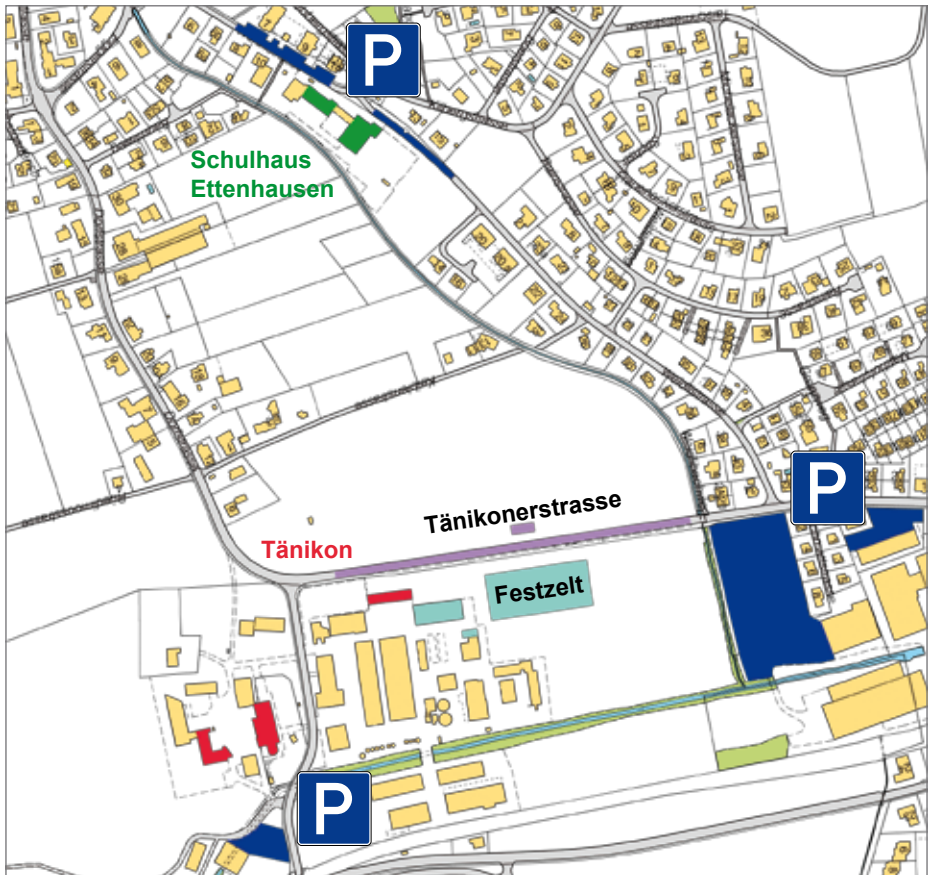 P
Schulhaus
Ettenhausen
P
Tänikonerstrasse
Tänikon
Festzelt
P